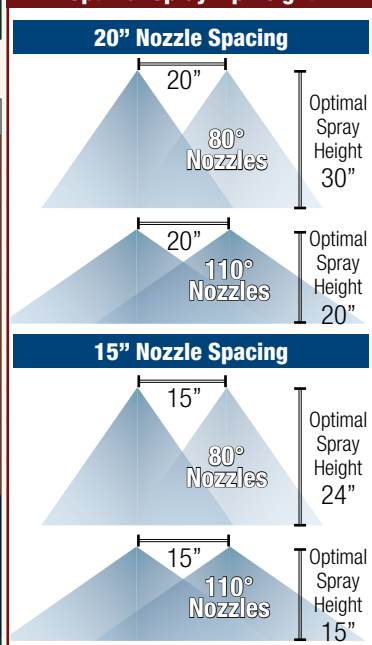 20” Nozzle Spacing
20”
80°
Nozzles
Optimal
Spray
Height
30”
20”
110°
Nozzles
Optimal
Spray
Height
20”
15” Nozzle Spacing
15”
80°
Nozzles
Optimal
Spray
Height
24”
15”
110°
Nozzles
Optimal
Spray
Height
15”